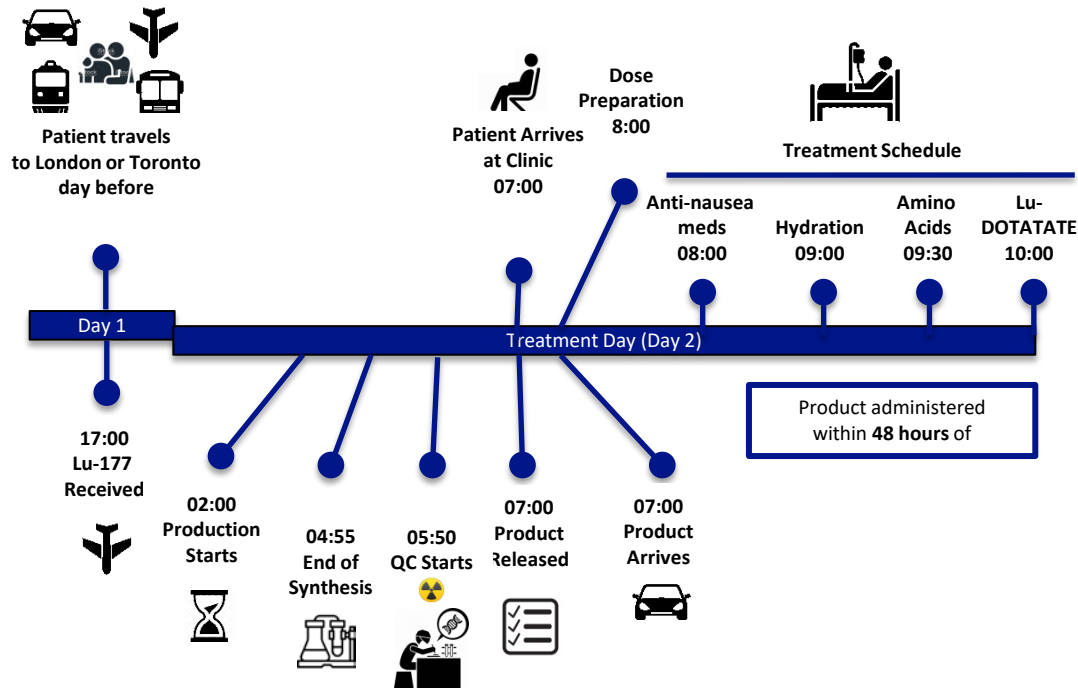 Patient travels
to London or Toronto
day before
Patient Arrives
at Clinic
07:00
Dose
Preparation
8:00
Treatment Schedule
Anti-nausea
meds
08:00
Hydration
09:00
Amino
Acids
09:30
Lu-
DOTATATE
10:00
Day 1
Treatment Day (Day 2)
17:00
Lu-177
Received
02:00
Production
Starts
04:55
End of
Synthesis
05:50
QC Starts
07:00
Product
Released
07:00
Product
Arrives
Product administered
within 48 hours of